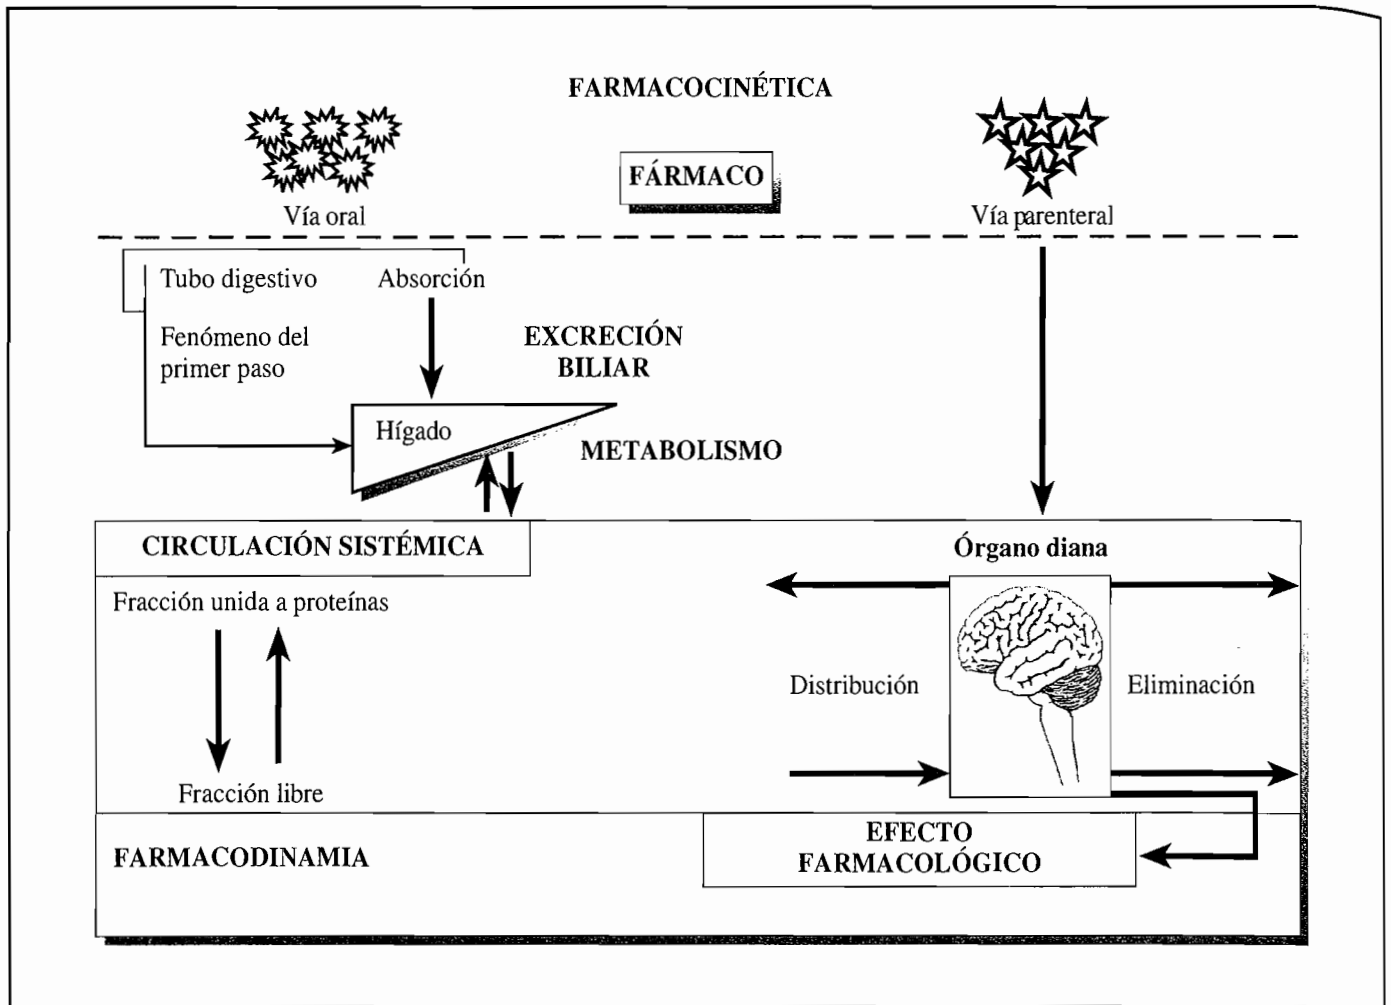 FARMACOCINÉTICA
FÁRMACO
Vía oral
Vía parenteral
Tubo digestivo
Absorción
Fenómeno del
primer paso
EXCRECIÓN
BILIAR
Hígado
METABOLISMO
CIRCULACIÓN SISTÉMICA
Órgano diana
Fracción unida a proteínas
Distribución
Eliminación
Fracción libre
FARMACODINAMIA
EFECTO
FARMACOLÓGICO